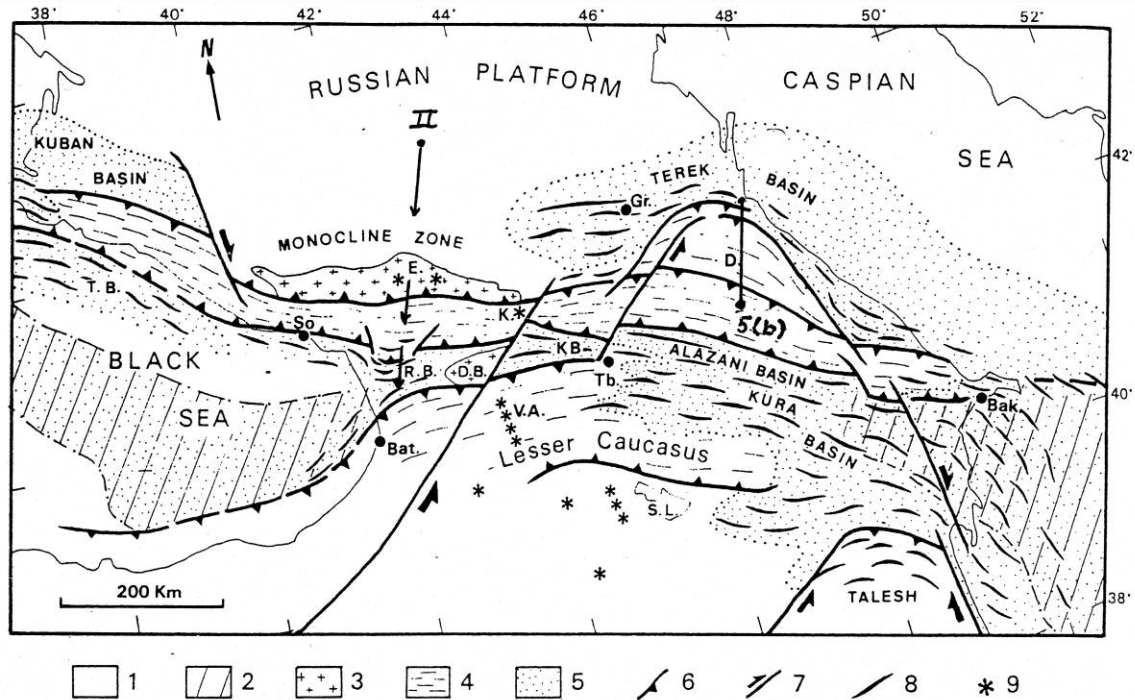 38° 40° 42 44° 46° 48° 50° 52°
N
RUSSIAN PLATFORM CASPIAN
II
42°
KUBAN
SEA
BASIN
TEREK BASIN
Gr.
MONOCLINE ZONE
E.
D.
T.B.
K.
So
5(b)
BLACK
KB
R.B. D.B.
ALAZANI BASIN
Tb.
40°
KURA
Bak.
SEA
V.A.
BASIN
Bat.
Lesser Caucasus
S.L.
200 Km
TALESH
38°
1 2 3 4 5 6 7 8 9